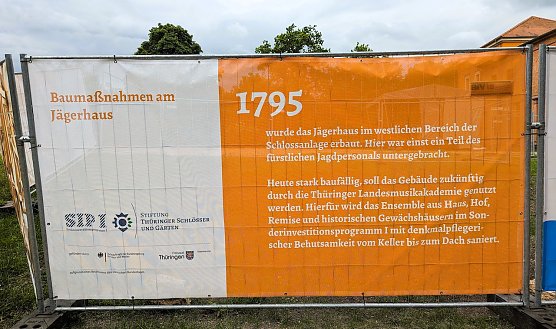 Baumaßnahmen am
Jägerhaus
1795
wurde das Jägerhaus im westlichen Bereich der
Schlossanlage erbaut. Hier war einst ein Teil des
fürstlichen Jagdpersonals untergebracht.
Heute stark baufällig, soll das Gebäude zukünftig
durch die Thüringer Landesmusikakademie genutzt
werden. Hierfür wird das Ensemble aus Haus, Hof,
Remise und historischen Gewächshäusern im Son-
derinvestitionsprogramm I mit denkmalpflegeri-
scher Behutsamkeit vom Keller bis zum Dach saniert.
SIP I
Stiftung
Thüringer Schlösser
und Gärten
Thüringen